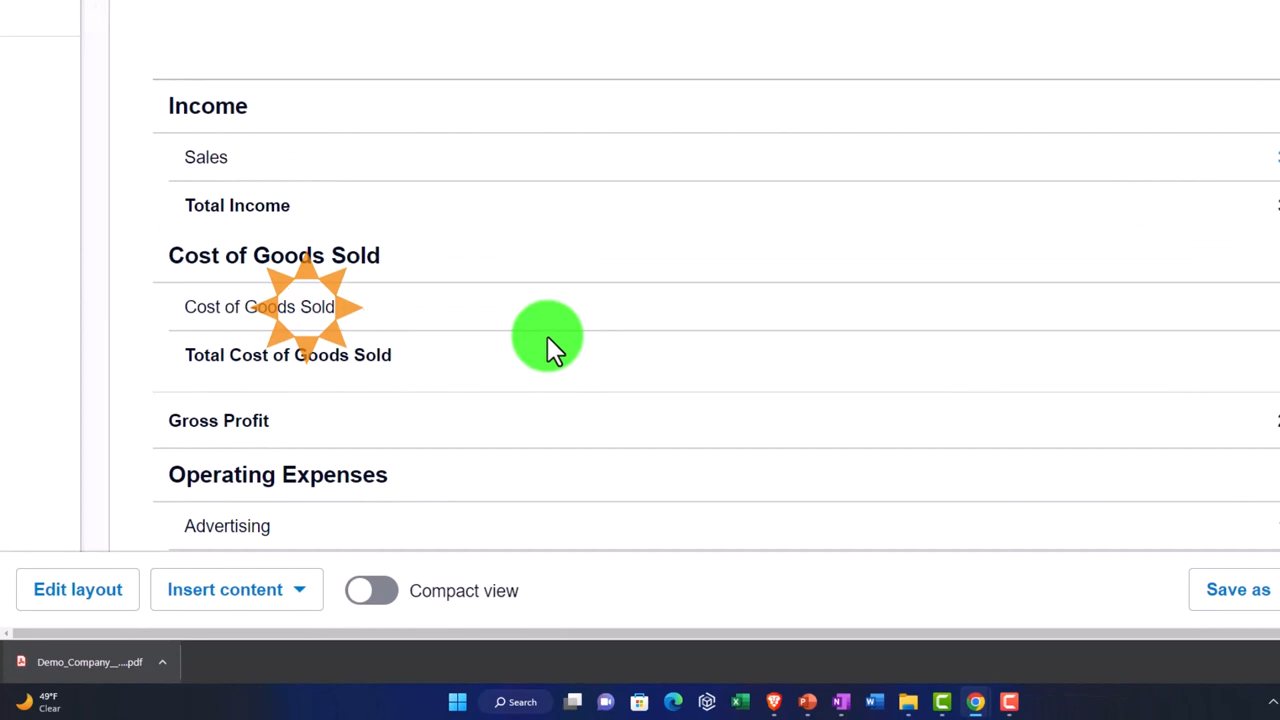 Income
Sales
Total Income
Cost of Goods Sold
Cost of Goods Sold
Total Cost of Goods Sold
Gross Profit
Operating Expenses
Advertising
Edit layout
Insert content
Compact view
Save as
Demo_Company__....pdf
49°F
Clear
Search